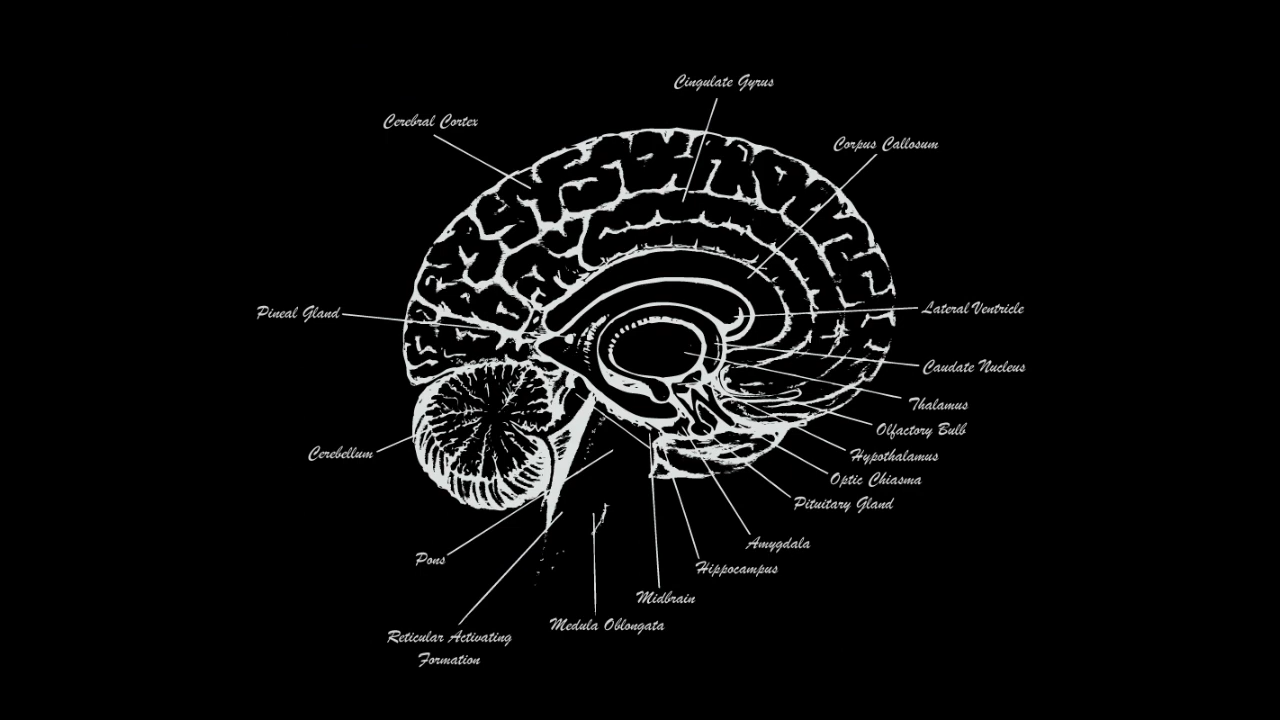 Cingulate Gyrus
Cerebral Cortex
Corpus Callosum
Pineal Gland
Lateral Ventricle
Caudate Nucleus
Thalamus
Olfactory Bulb
Cerebellum
Hypothalamus
Optic Chiasma
Pituitary Gland
Amygdala
Pons
Hippocampus
Midbrain
Medula Oblongata
Reticular Activating
Formation